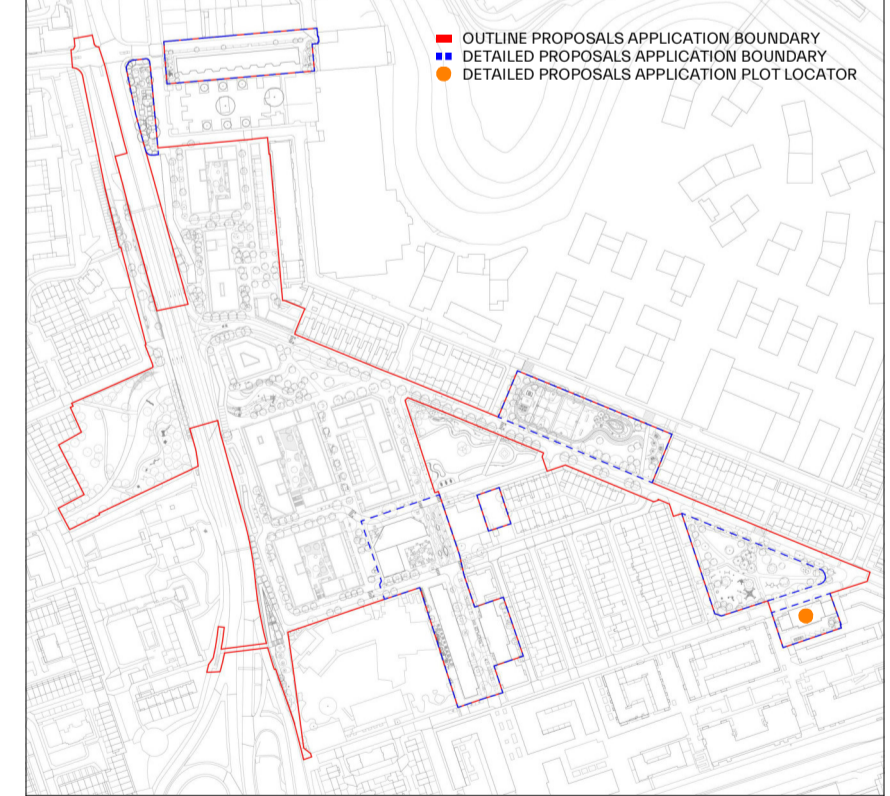 OUTLINE PROPOSALS APPLICATION BOUNDARY
DETAILED PROPOSALS APPLICATION BOUNDARY
DETAILED PROPOSALS APPLICATION PLOT LOCATOR